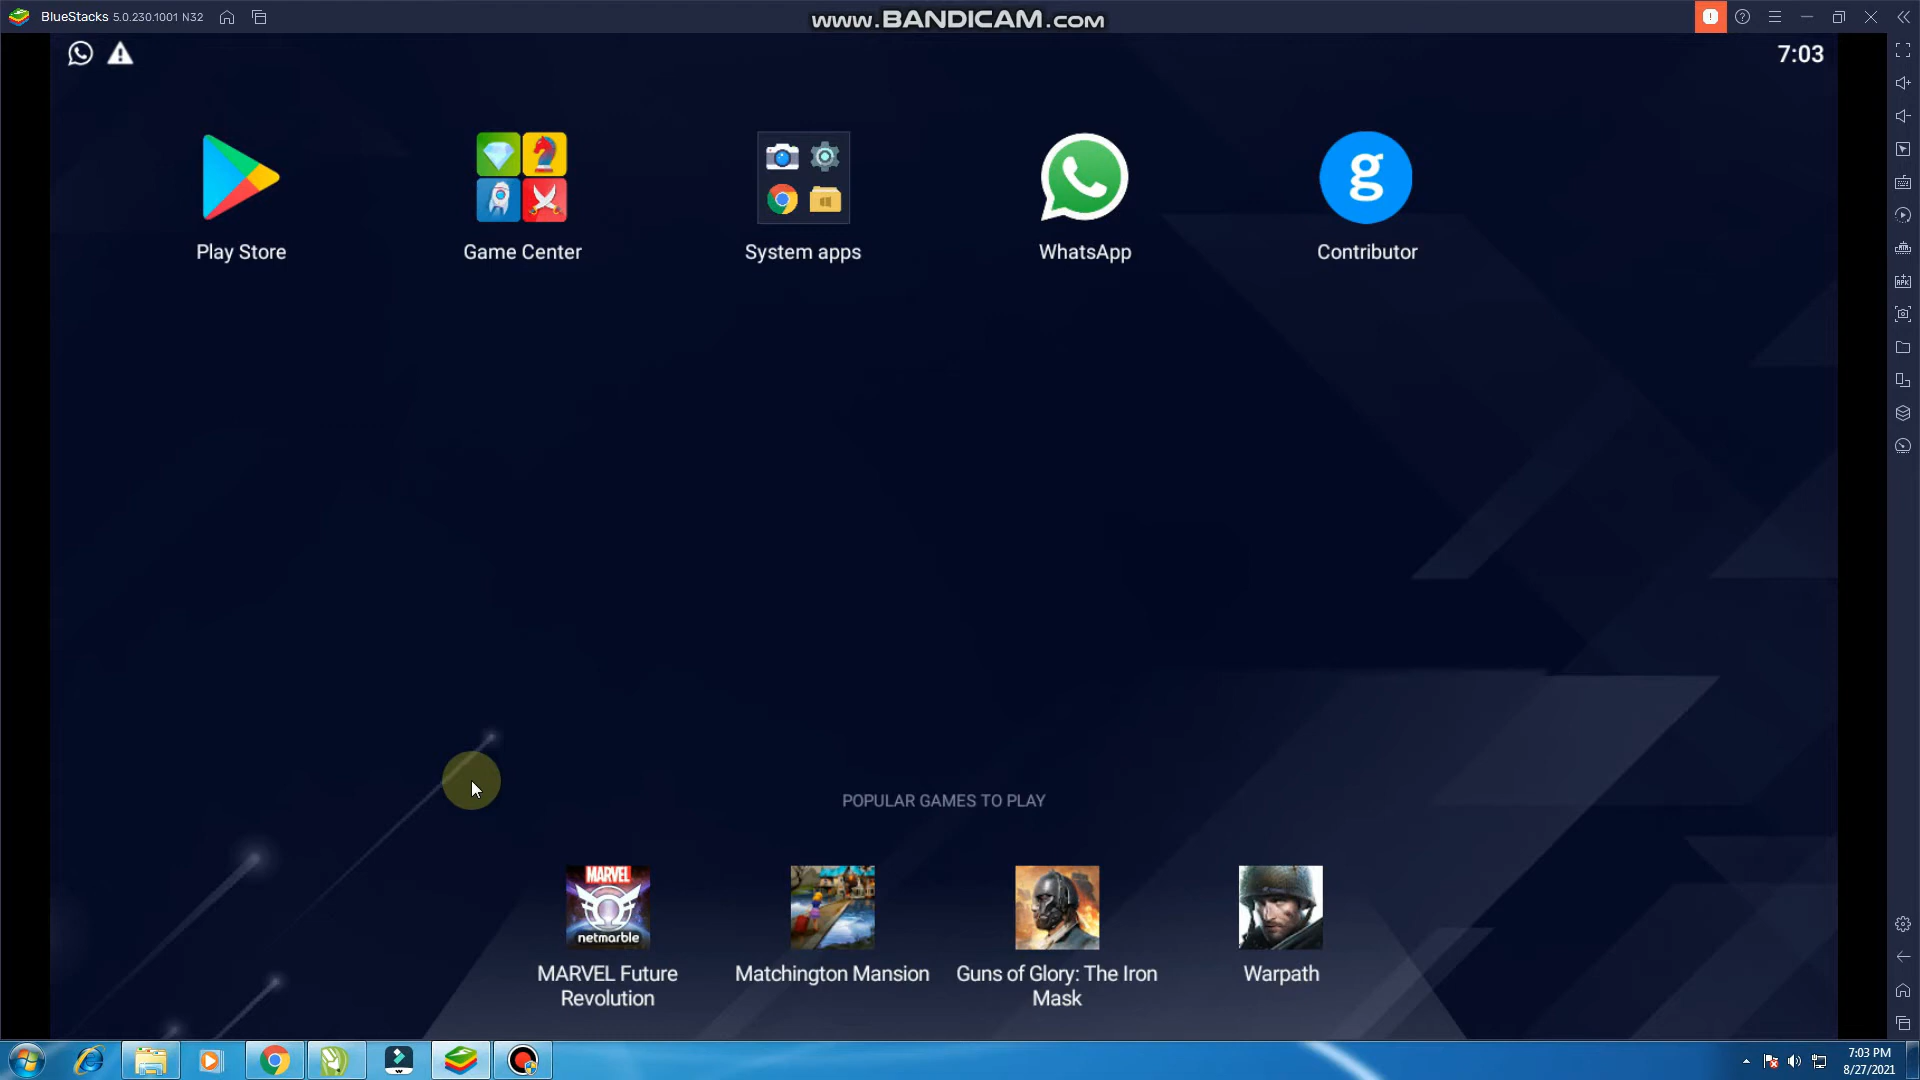 BlueStacks 5.0.230.1001 N32
www.BANDICAM.com
7:03
Play Store
Game Center
System apps
WhatsApp
g
Contributor
POPULAR GAMES TO PLAY
MARVEL
netmarble
MARVEL Future
Revolution
Matchington Mansion
Guns of Glory: The Iron
Mask
Warpath
7:03 PM
8/27/2021